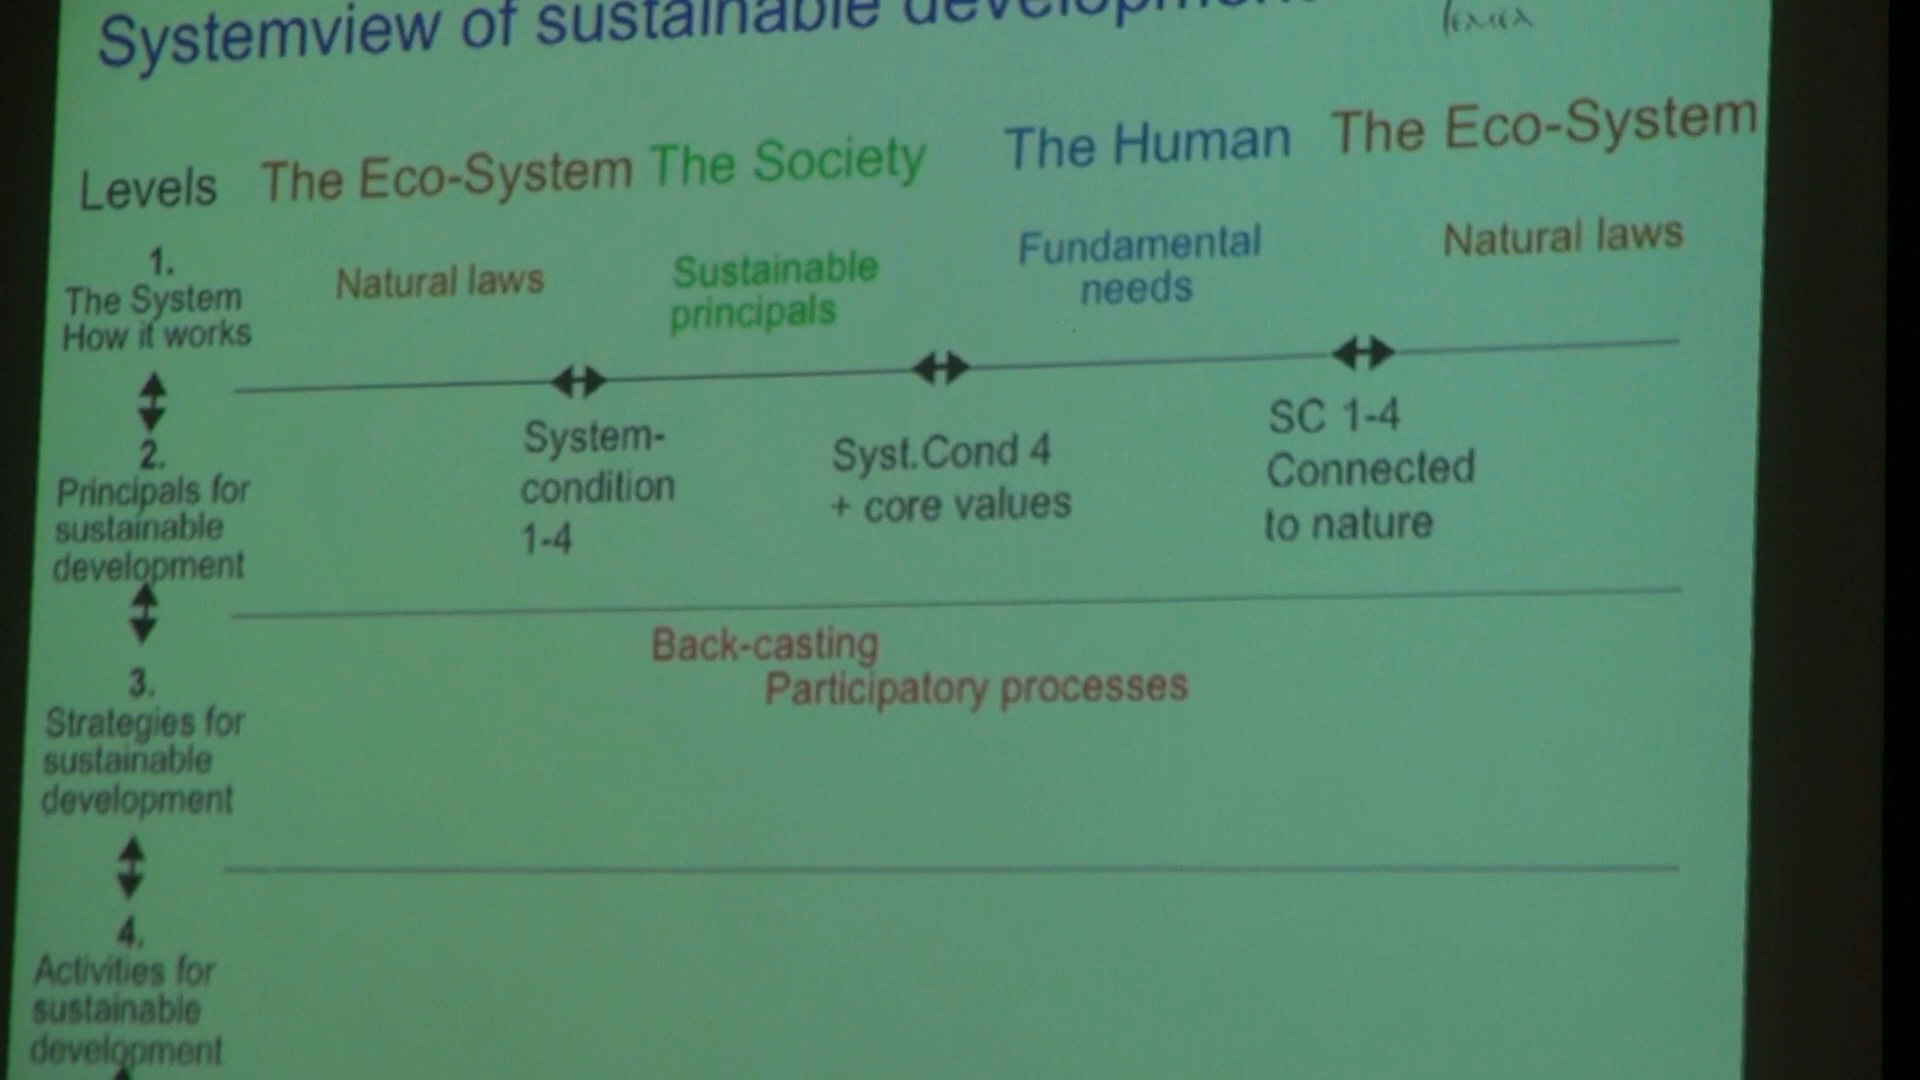 Systemview of sustainable development
Levels The Eco-System The Society The Human The Eco-System
1.
The System
How it works
Natural laws
Sustainable
principals
Fundamental
needs
Natural laws
2.
Principals for
sustainable
development
System-
condition
1-4
Syst.Cond 4
+ core values
SC 1-4
Connected
to nature
3.
Strategies for
sustainable
development
Back-casting
Participatory processes
4.
Activities for
sustainable
development